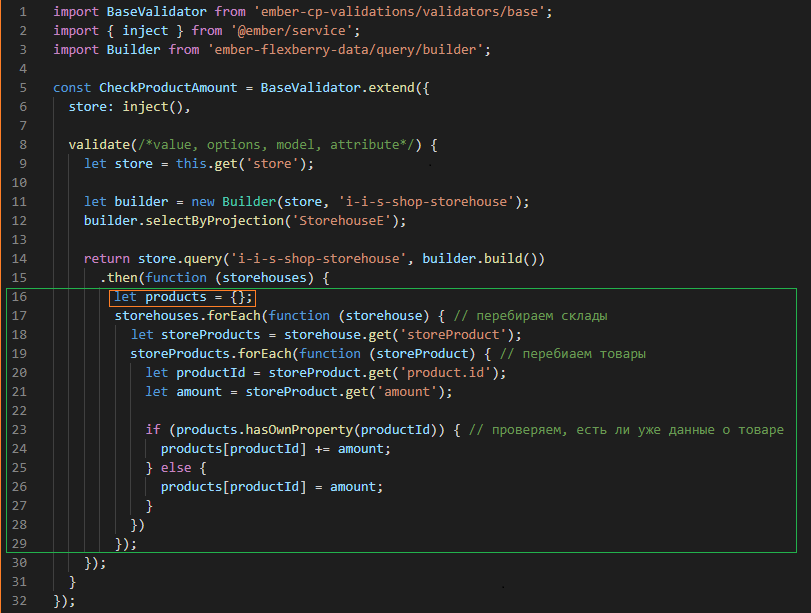 1 import BaseValidator from 'ember-cp-validations/validators/base';
2 import { inject } from '@ember/service';
3 import Builder from 'ember-flexberry-data/query/builder';
4
5 const CheckProductAmount = BaseValidator.extend({
6 store: inject(),
7
8 validate(/*value, options, model, attribute*/) {
9 let store = this.get('store');
10
11 let builder = new Builder(store, 'i-i-s-shop-storehouse');
12 builder.selectByProjection('StorehouseE');
13
14 return store.query('i-i-s-shop-storehouse', builder.build())
15 .then(function (storehouses) {
16 let products = {};
17 storehouses.forEach(function (storehouse) { // перебираем склады
18 let storeProducts = storehouse.get('storeProduct');
19 storeProducts.forEach(function (storeProduct) { // перебиаем товары
20 let productId = storeProduct.get('product.id');
21 let amount = storeProduct.get('amount');
22
23 if (products.hasOwnProperty(productId)) { // проверяем, есть ли уже данные о товаре
24 products[productId] += amount;
25 } else {
26 products[productId] = amount;
27 }
28 })
29 });
30 });
31 }
32 });